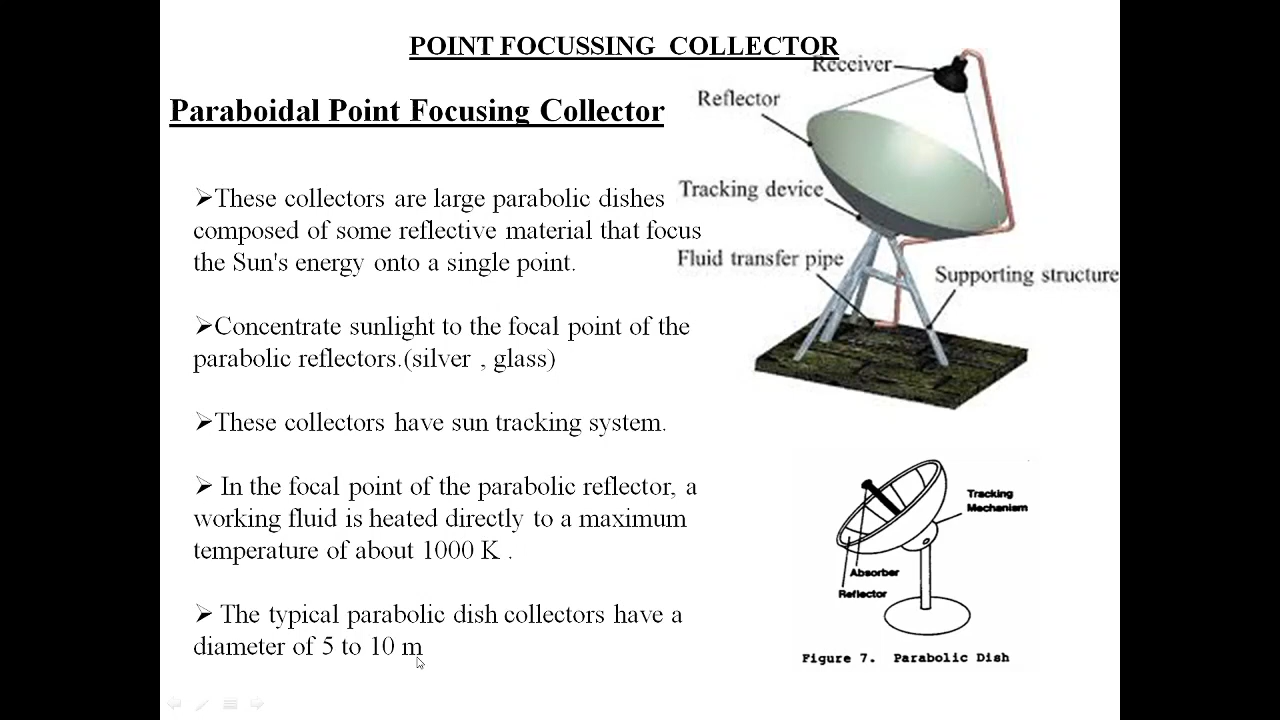 POINT FOCUSSING  COLLECTOR
Paraboidal Point Focusing Collector
➢These collectors are large parabolic dishes
composed of some reflective material that focus
the Sun's energy onto a single point.
➢Concentrate sunlight to the focal point of the
parabolic reflectors.(silver , glass)
➢These collectors have sun tracking system.
➢ In the focal point of the parabolic reflector, a
working fluid is heated directly to a maximum
temperature of about 1000 K .
➢ The typical parabolic dish collectors have a
diameter of 5 to 10 m
Receiver
Reflector
Tracking device
Fluid transfer pipe
Supporting structure
Tracking
Mechanism
Absorber
Reflector
Figure 7.  Parabolic Dish